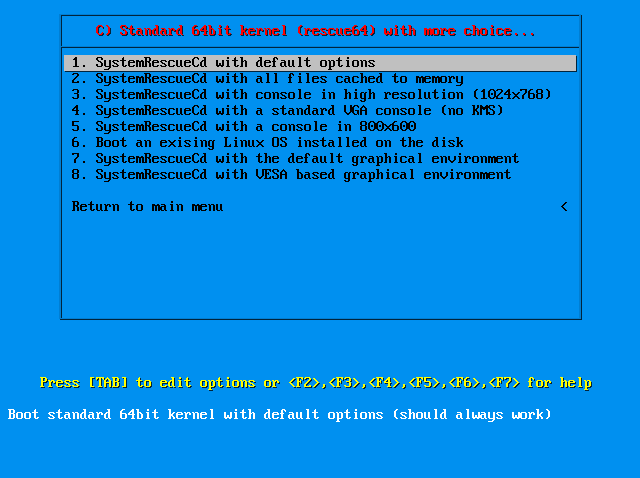 C) Standard 64bit kernel (rescue64) with more choice...
1. SystemRescueCd with default options
2. SystemRescueCd with all files cached to memory
3. SystemRescueCd with console in high resolution (1024x768)
4. SystemRescueCd with a standard VGA console (no KMS)
5. SystemRescueCd with a console in 800x600
6. Boot an exising Linux OS installed on the disk
7. SystemRescueCd with the default graphical environment
8. SystemRescueCd with VESA based graphical environment
Return to main menu <
Press [TAB] to edit options or <F2>,<F3>,<F4>,<F5>,<F6>,<F7> for help
Boot standard 64bit kernel with default options (should always work)